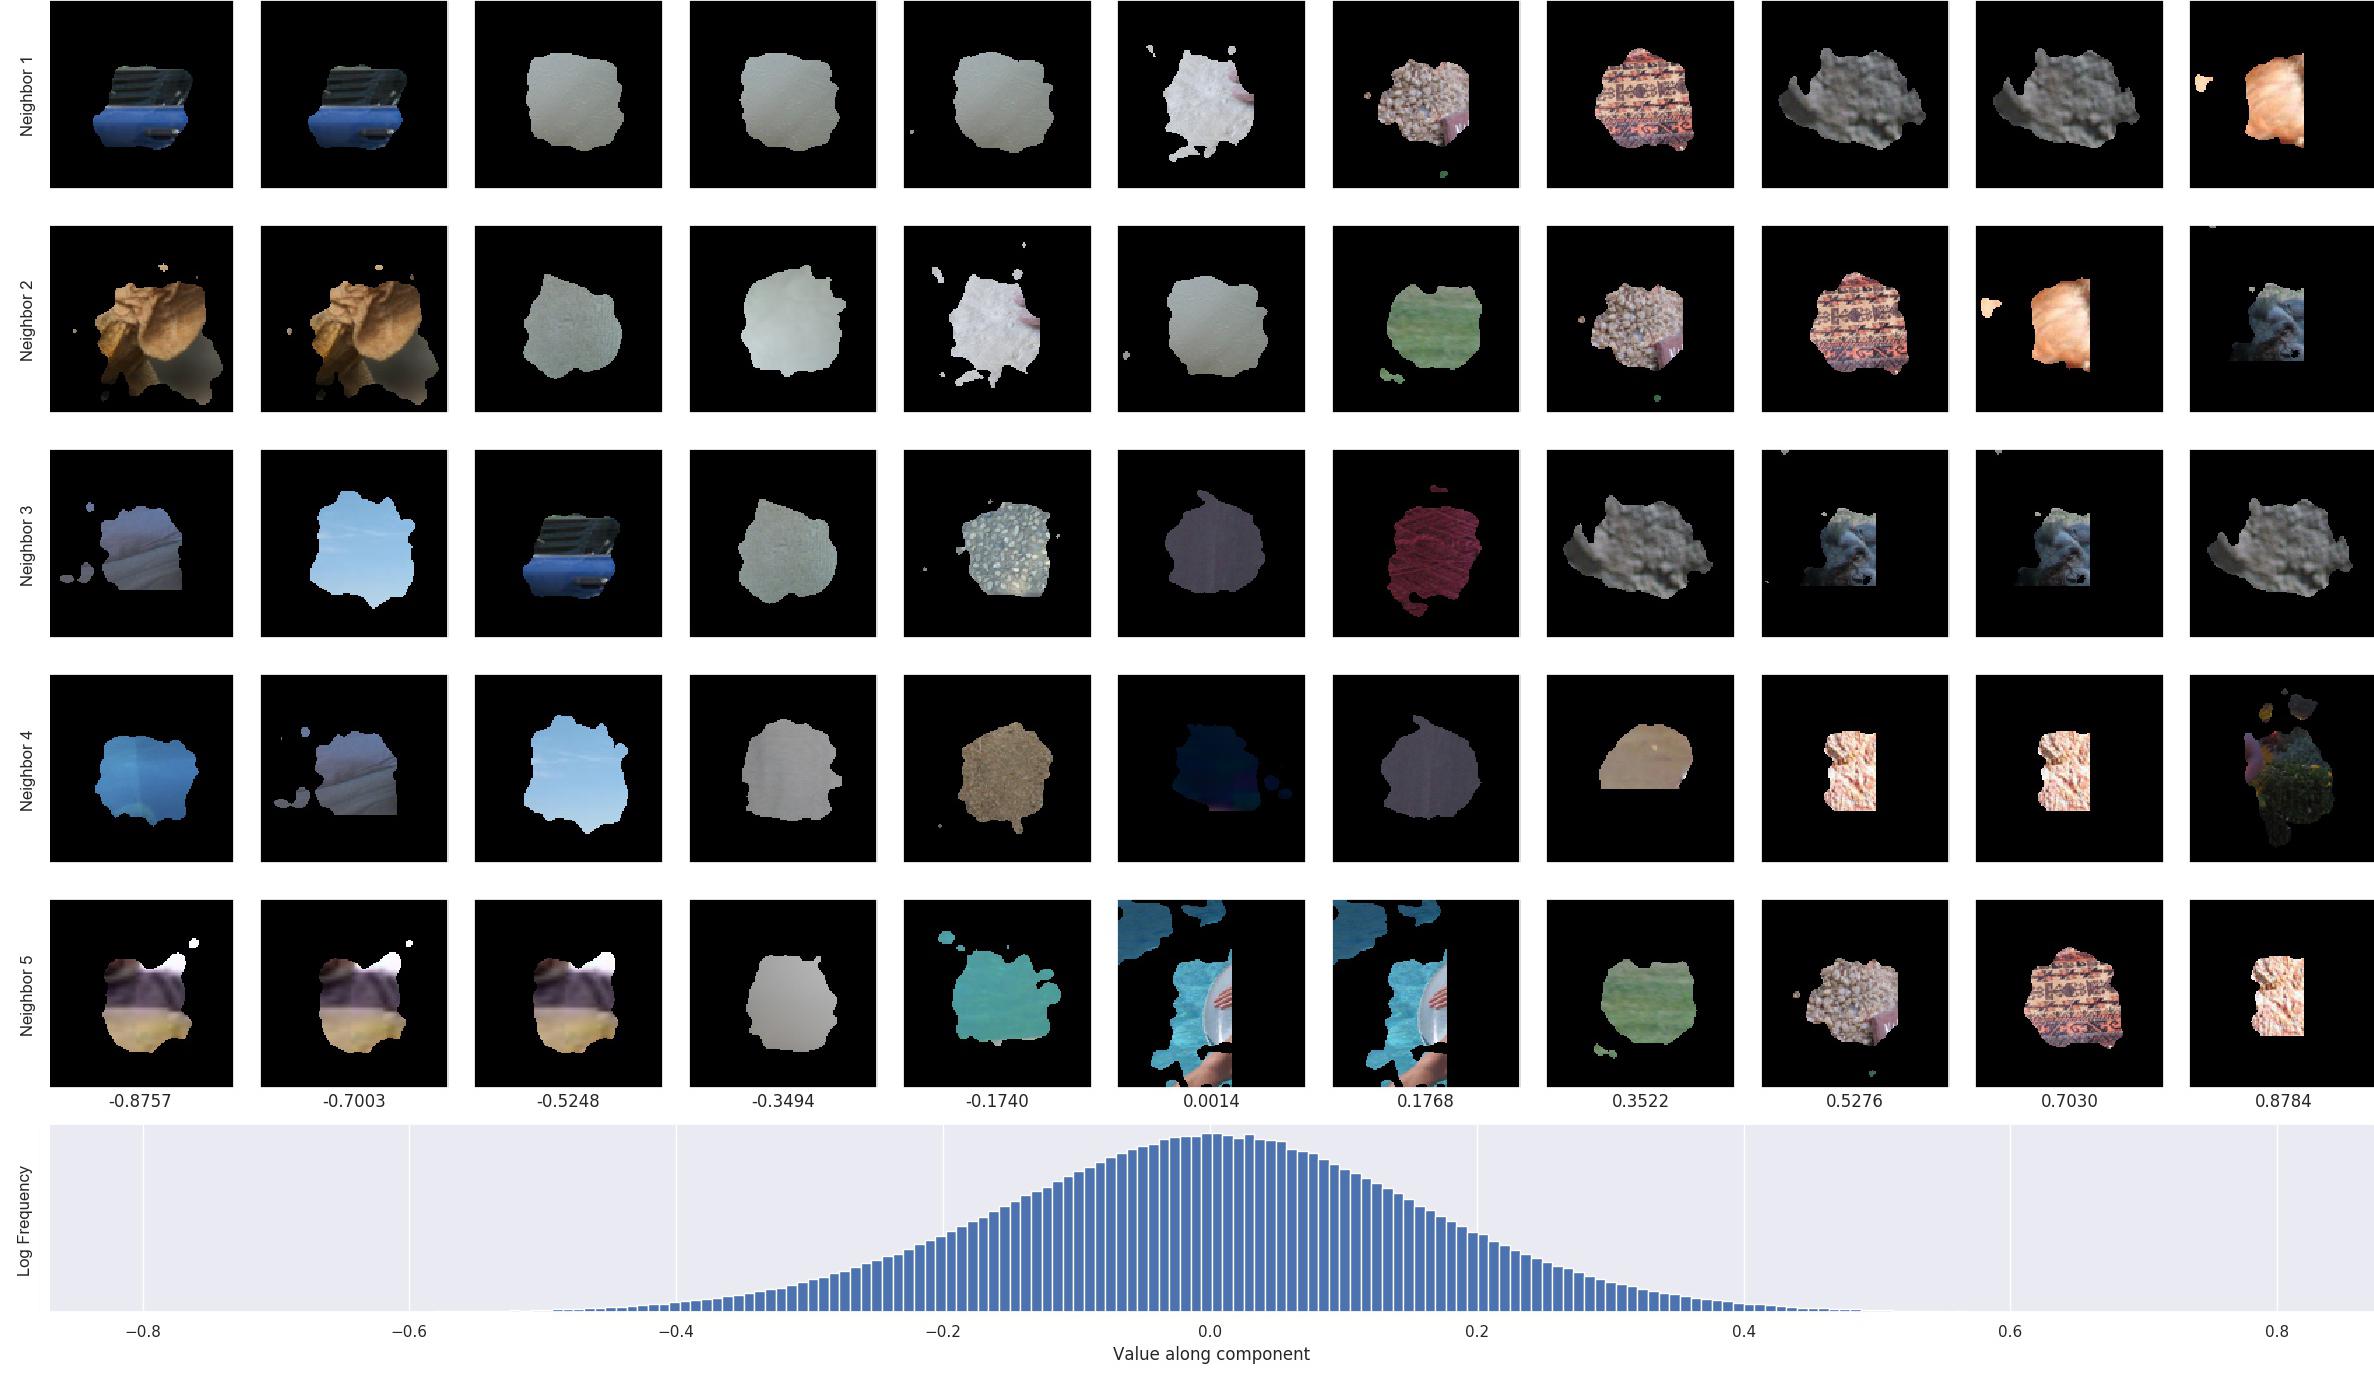 Neighbor 1
Neighbor 2
Neighbor 3
Neighbor 4
Neighbor 5
-0.8757 -0.7003 -0.5248 -0.3494 -0.1740 0.0014 0.1768 0.3522 0.5276 0.7030 0.8784
Log Frequency
−0.8 −0.6 −0.4 −0.2 0.0 0.2 0.4 0.6 0.8
Value along component